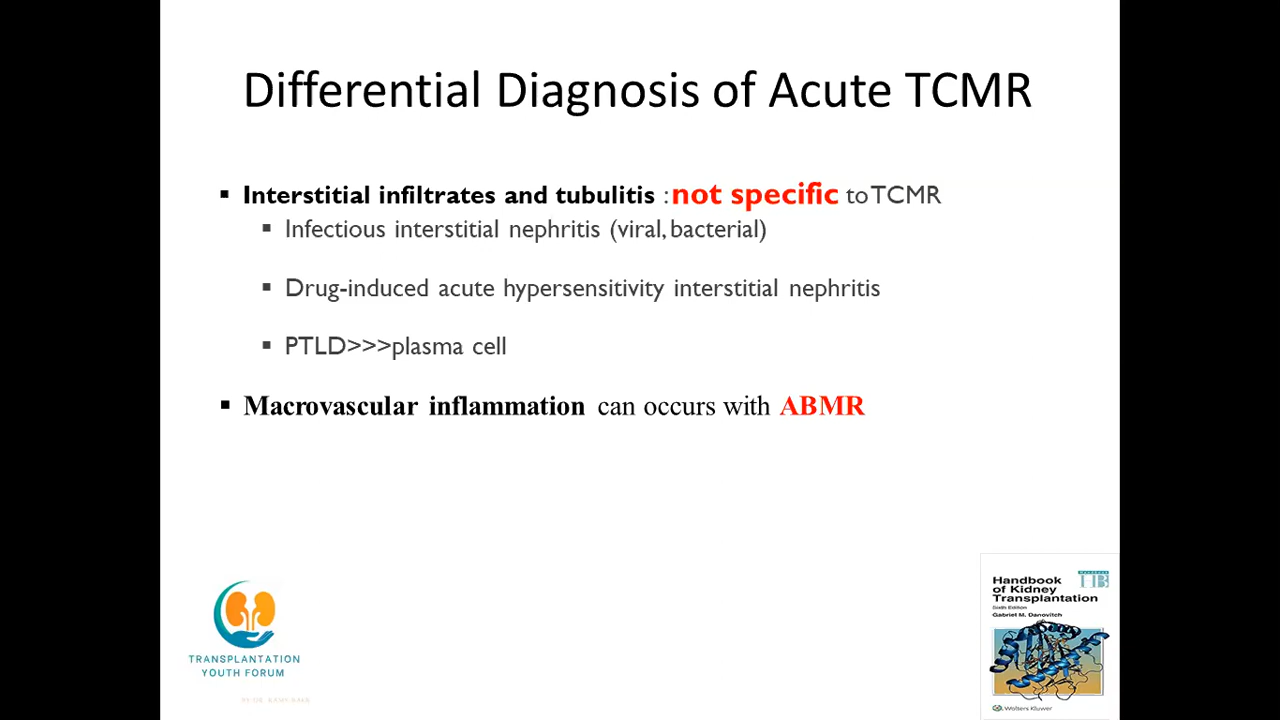 Differential Diagnosis of Acute TCMR
▪ Interstitial infiltrates and tubulitis : not specific to TCMR
▪ Infectious interstitial nephritis (viral, bacterial)
▪ Drug-induced acute hypersensitivity interstitial nephritis
▪ PTLD>>>plasma cell
▪ Macrovascular inflammation can occurs with ABMR
TRANSPLANTATION
YOUTH FORUM
Handbook
of Kidney
Transplantation
Sixth Edition
Gabriel M. Danovitch
Wolters Kluwer